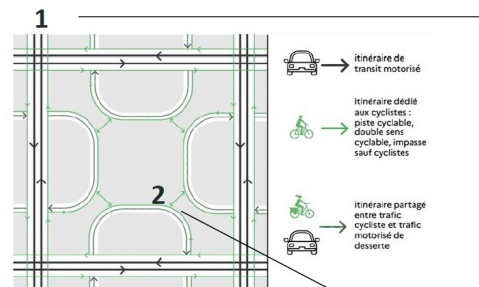 1
itinéraire de
transit motorisé
itinéraire dédié
aux cyclistes :
piste cyclable,
double sens
cyclable, impasse
sauf cyclistes
2
itinéraire partagé
entre trafic
cycliste et trafic
motorisé de
desserte